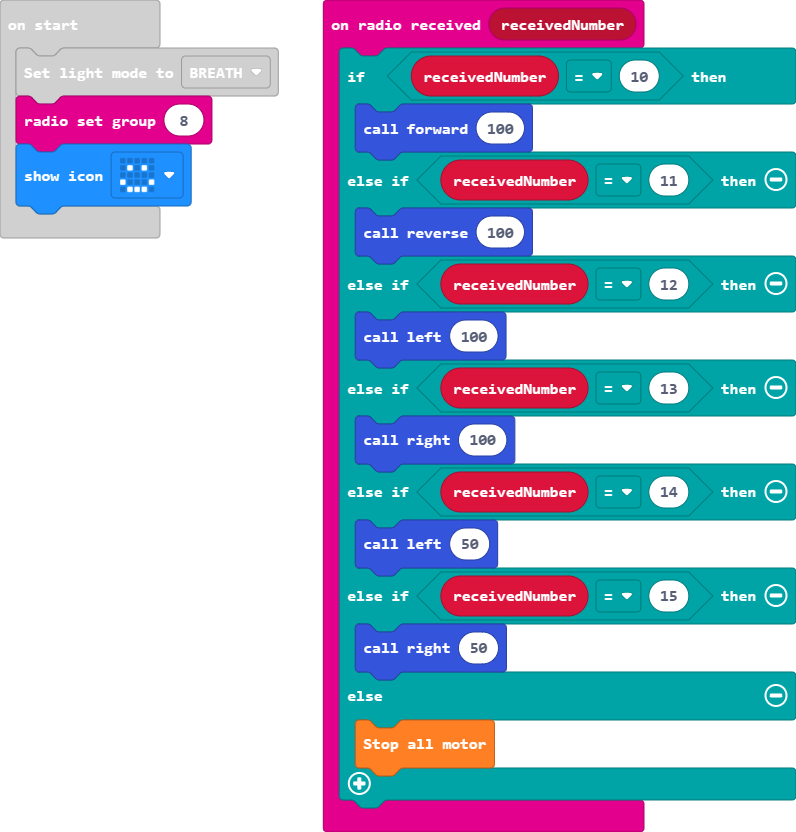 on start
Set light mode to BREATH
radio set group 8
show icon
on radio received receivedNumber
if receivedNumber = 10 then
call forward 100
else if receivedNumber = 11 then
call reverse 100
else if receivedNumber = 12 then
call left 100
else if receivedNumber = 13 then
call right 100
else if receivedNumber = 14 then
call left 50
else if receivedNumber = 15 then
call right 50
else
Stop all motor